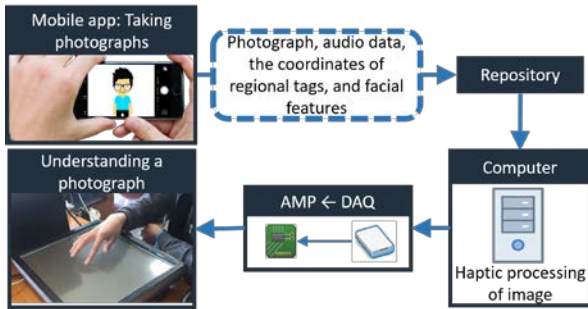 Mobile app: Taking
photographs
Photograph, audio data,
the coordinates of
regional tags, and facial
features
Repository
Computer
Haptic processing
of image
AMP ← DAQ
Understanding a
photograph